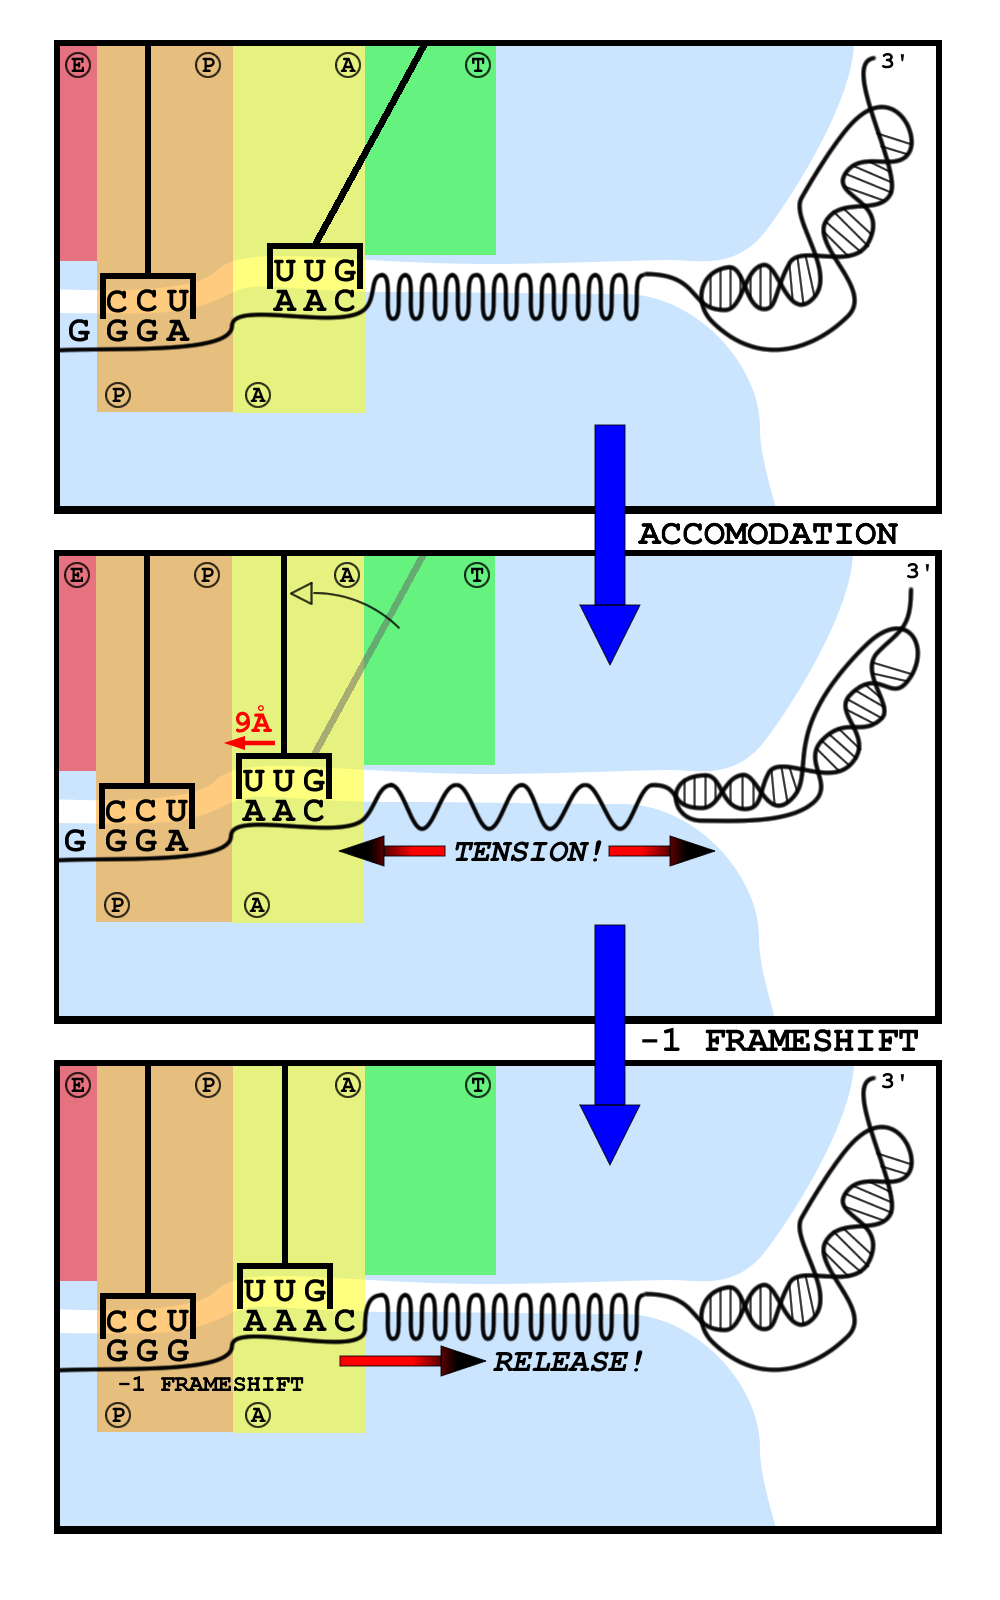 Ⓔ Ⓟ Ⓐ Ⓣ 3'
UUG
CCU AAC
G GGA
Ⓟ Ⓐ
ACCOMODATION
Ⓔ Ⓟ Ⓐ Ⓣ 3'
9Å
UUG
CCU AAC
G GGA TENSION!
Ⓟ Ⓐ
-1 FRAMESHIFT
Ⓔ Ⓟ Ⓐ Ⓣ 3'
UUG
CCU AAAC
GGG RELEASE!
-1 FRAMESHIFT
Ⓟ Ⓐ